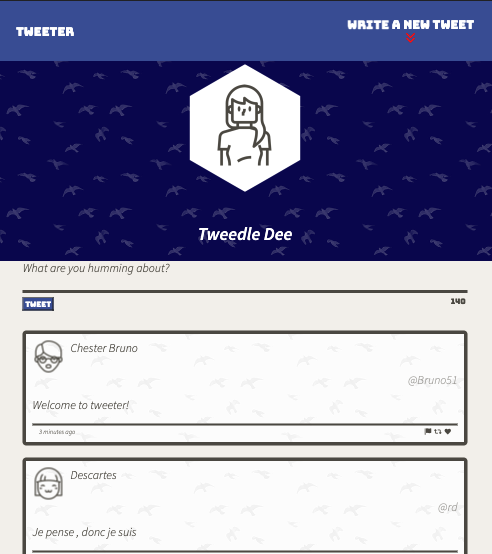 TWEETER
WRITE A NEW TWEET
Tweedle Dee
What are you humming about?
TWEET
140
Chester Bruno
@Bruno51
Welcome to tweeter!
3 minutes ago
Descartes
@rd
Je pense , donc je suis